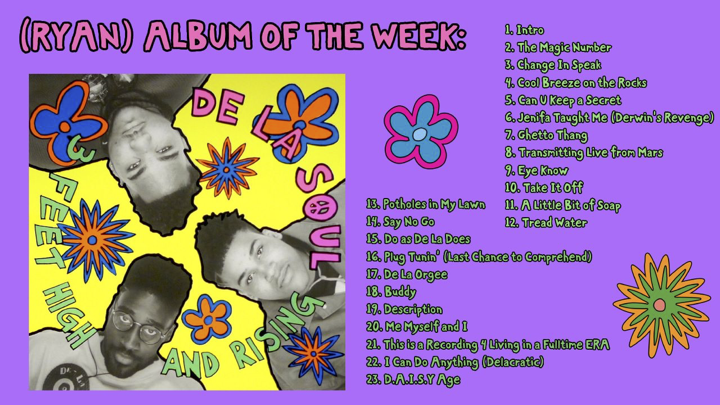 (RYAN) ALBUM OF THE WEEK:
DE LA SOUL
3 FEET HIGH
AND RISING
De-L
1. Intro
2. The Magic Number
3. Change In Speak
4. Cool Breeze on the Rocks
5. Can U Keep a Secret
6. Jenifa Taught Me (Derwin's Revenge)
7. Ghetto Thang
8. Transmitting Live from Mars
9. Eye Know
10. Take It Off
11. A Little Bit of Soap
12. Tread Water
13. Potholes in My Lawn
14. Say No Go
15. Do as De La Does
16. Plug Tunin' (Last Chance to Comprehend)
17. De La Orgee
18. Buddy
19. Description
20. Me Myself and I
21. This is a Recording 4 Living in a Fulltime ERA
22. I Can Do Anything (Delacratic)
23. D.A.I.S.Y Age